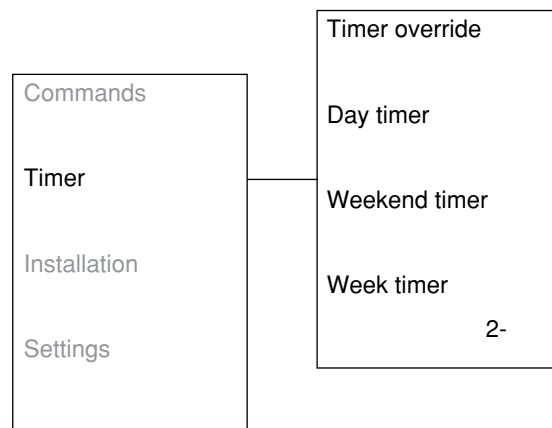 Commands
Timer
Installation
Settings
Timer override
Day timer
Weekend timer
Week timer
2-